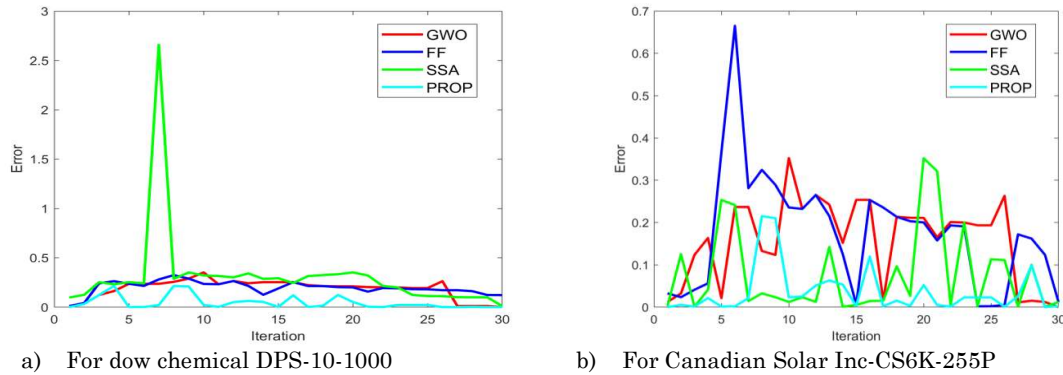 3
2.5
2
1.5
1
0.5
0
Error
GWO
FF
SSA
PROP
0 5 10 15 20 25 30
Iteration
a) For dow chemical DPS-10-1000
0.7
0.6
0.5
0.4
0.3
0.2
0.1
0
Error
GWO
FF
SSA
PROP
0 5 10 15 20 25 30
Iteration
b) For Canadian Solar Inc-CS6K-255P